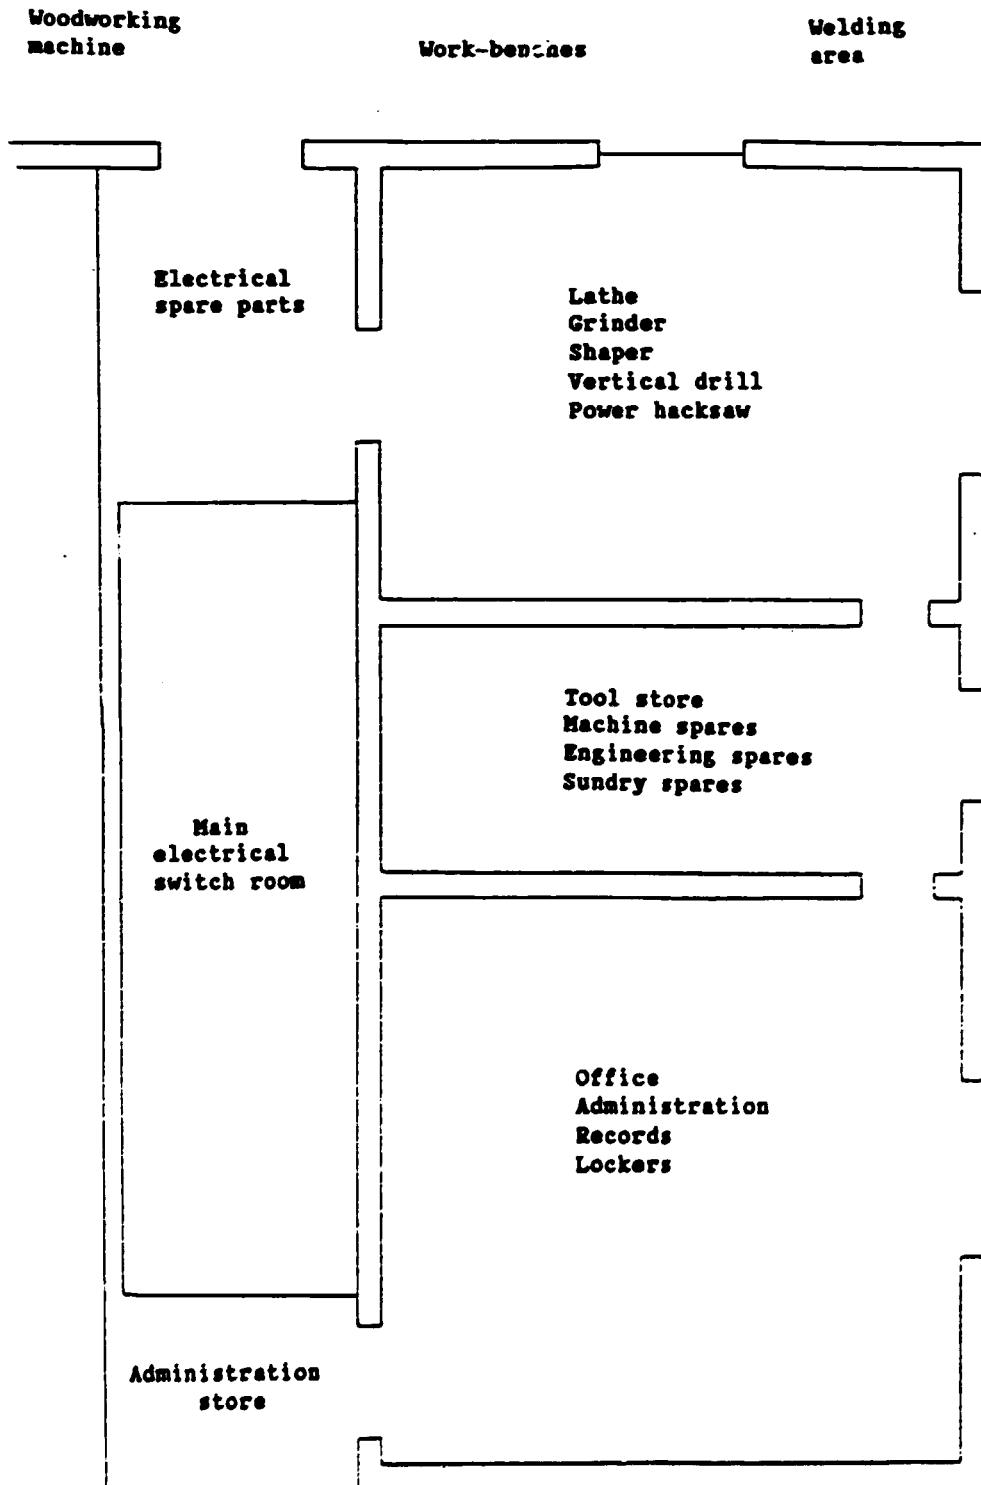 Woodworking
machine
Work-benches
Welding
area
Electrical
spare parts
Lathe
Grinder
Shaper
Vertical drill
Power hacksaw
Tool store
Machine spares
Engineering spares
Sundry spares
Main
electrical
switch room
Office
Administration
Records
Lockers
Administration
store